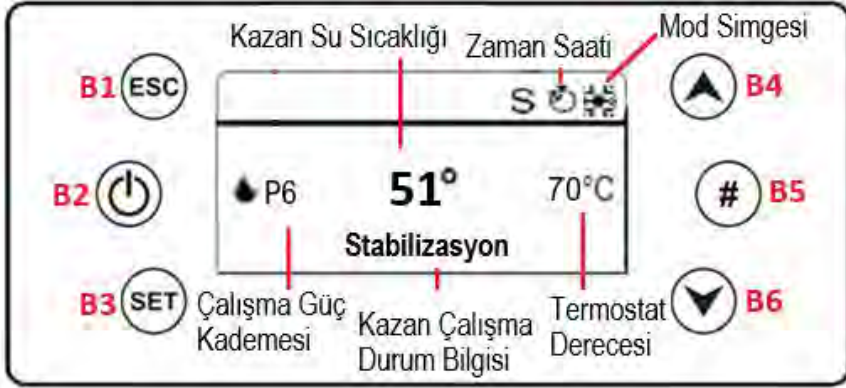 Kazan Su Sıcaklığı
Zaman Saati
Mod Simgesi
B1 ESC
S
B4
B2
P6
51°
70°C
# B5
Stabilizasyon
B3 SET
Çalışma Güç
Kademesi
Kazan Çalışma
Durum Bilgisi
Termostat
Derecesi
B6